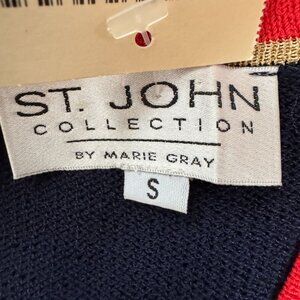 ST. JOHN
COLLECTION
BY MARIE GRAY
S